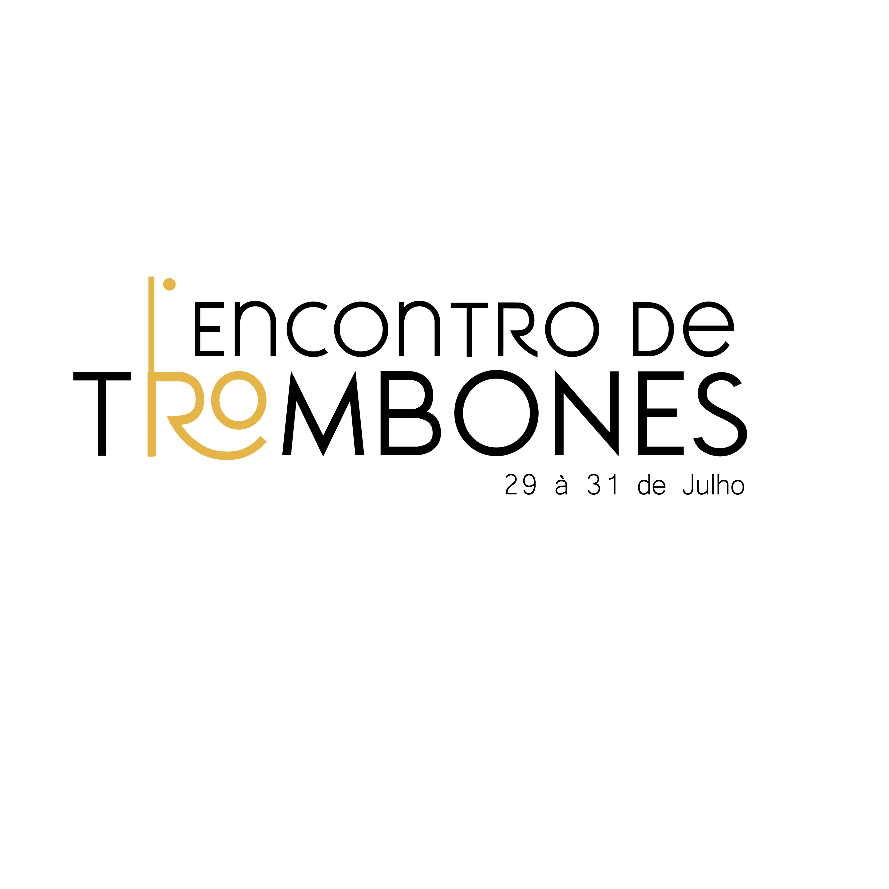 I° ENCONTRO DE
TROMBONES
29 à 31 de Julho